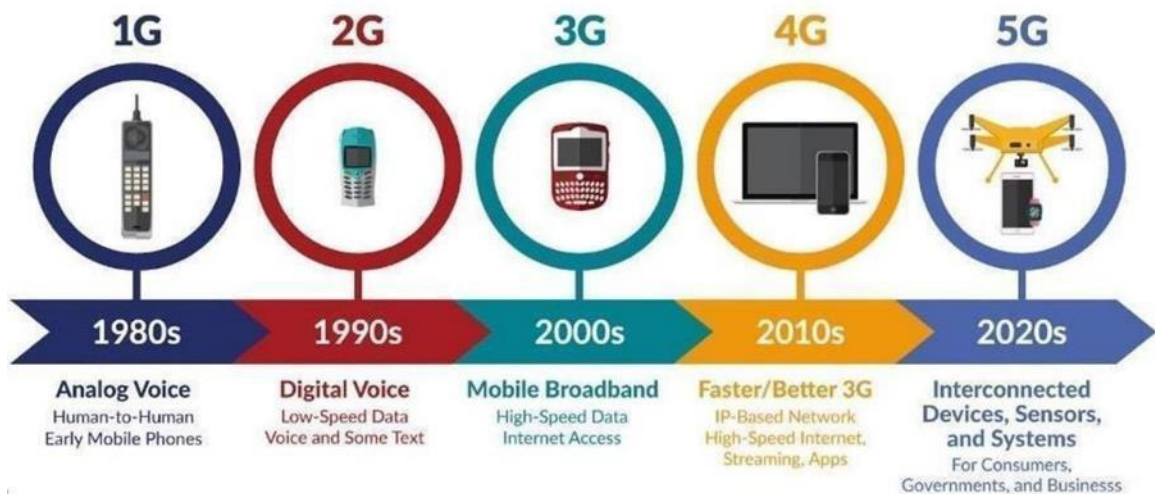 1G
2G
3G
4G
5G
1980s
1990s
2000s
2010s
2020s
Analog Voice
Human-to-Human
Early Mobile Phones
Digital Voice
Low-Speed Data
Voice and Some Text
Mobile Broadband
High-Speed Data
Internet Access
Faster/Better 3G
IP-Based Network
High-Speed Internet,
Streaming, Apps
Interconnected
Devices, Sensors,
and Systems
For Consumers,
Governments, and Businesss